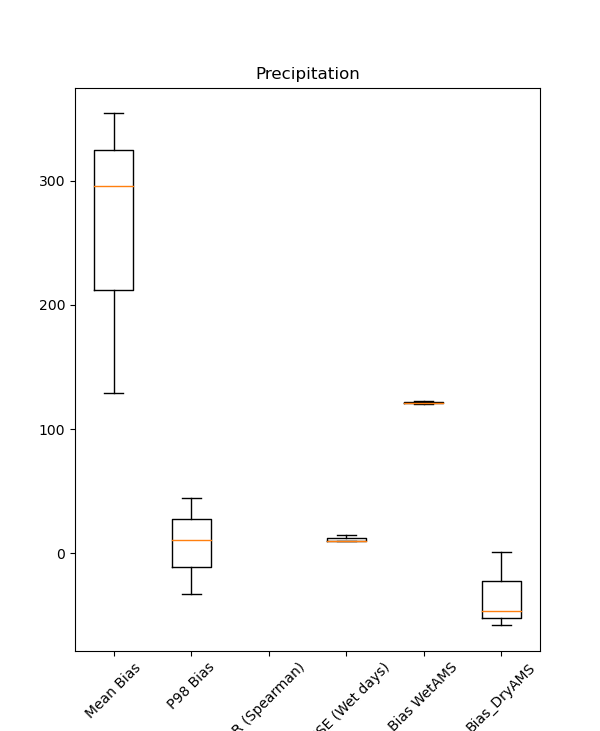 Precipitation
300
200
100
0
Mean Bias
P98 Bias
R (Spearman)
SE (Wet days)
Bias WetAMS
Bias_DryAMS